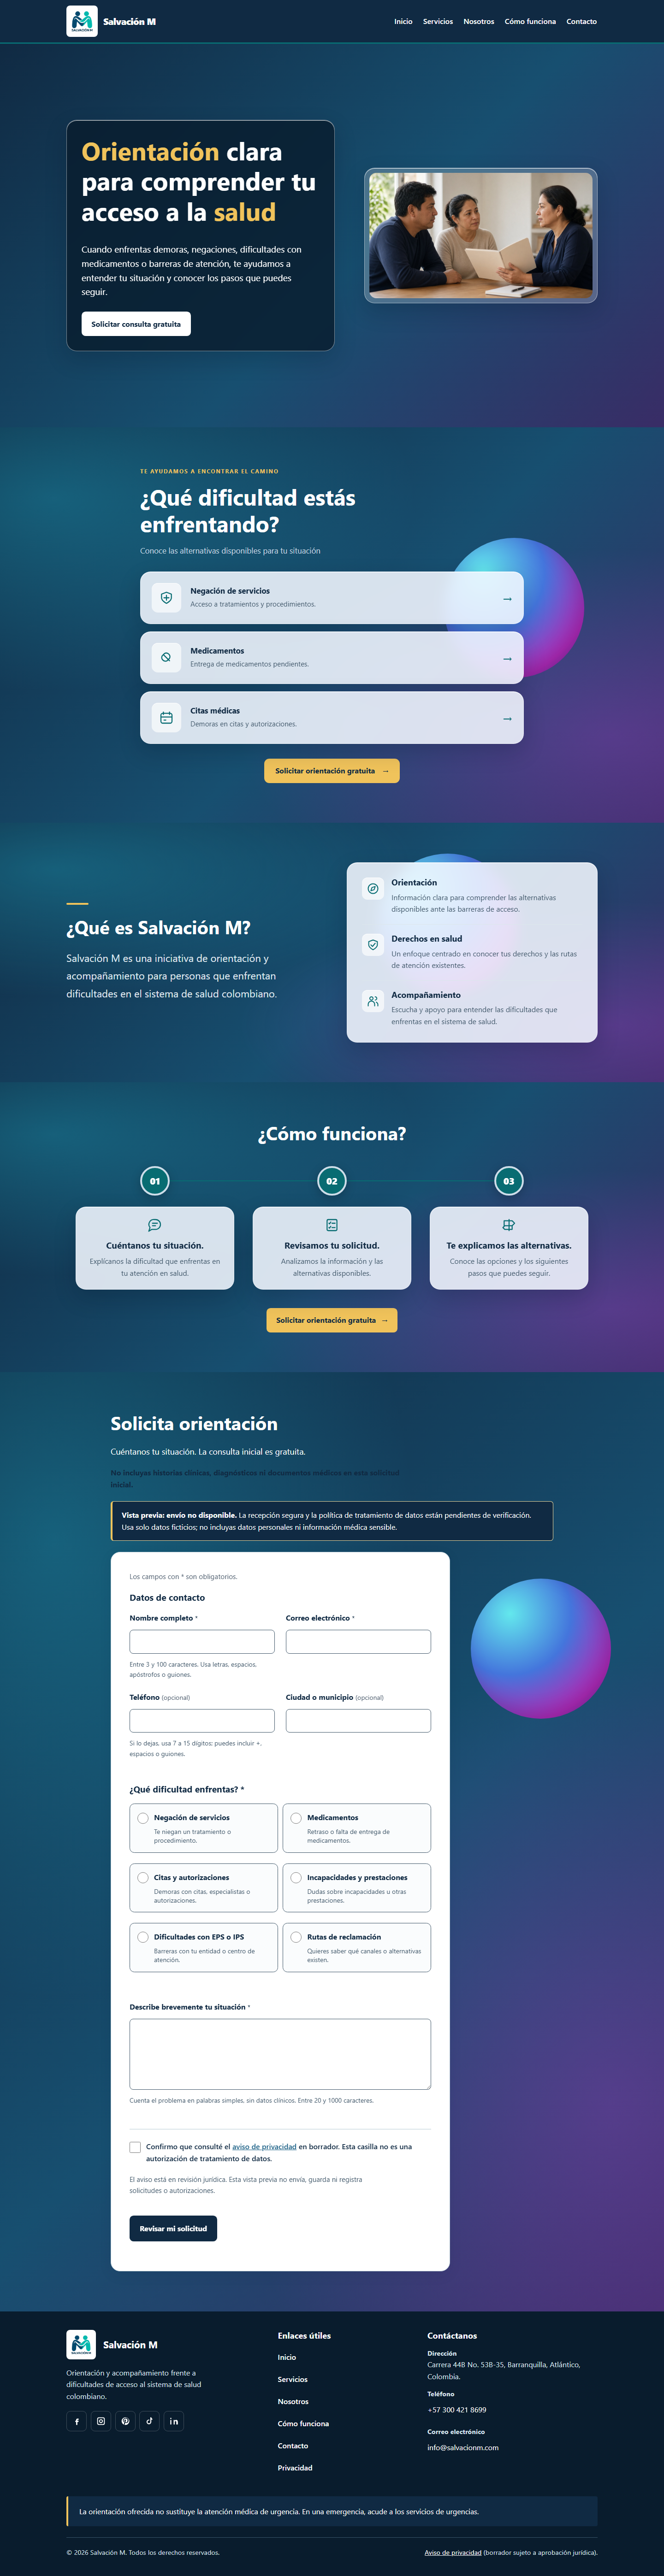 SALVACIÓN M
Salvación M
Inicio
Servicios
Nosotros
Cómo funciona
Contacto
Orientación clara
para comprender tu
acceso a la salud
Cuando enfrentas demoras, negaciones, dificultades con
medicamentos o barreras de atención, te ayudamos a
entender tu situación y conocer los pasos que puedes
seguir.
Solicitar consulta gratuita
TE AYUDAMOS A ENCONTRAR EL CAMINO
¿Qué dificultad estás
enfrentando?
Conoce las alternativas disponibles para tu situación
Negación de servicios
Acceso a tratamientos y procedimientos.
→
Medicamentos
Entrega de medicamentos pendientes.
→
Citas médicas
Demoras en citas y autorizaciones.
→
Solicitar orientación gratuita →
¿Qué es Salvación M?
Salvación M es una iniciativa de orientación y
acompañamiento para personas que enfrentan
dificultades en el sistema de salud colombiano.
Orientación
Información clara para comprender las alternativas
disponibles ante las barreras de acceso.
Derechos en salud
Un enfoque centrado en conocer tus derechos y las rutas
de atención existentes.
Acompañamiento
Escucha y apoyo para entender las dificultades que
enfrentas en el sistema de salud.
¿Cómo funciona?
01
02
03
Cuéntanos tu situación.
Explícanos la dificultad que enfrentas en
tu atención en salud.
Revisamos tu solicitud.
Analizamos la información y las
alternativas disponibles.
Te explicamos las alternativas.
Conoce las opciones y los siguientes
pasos que puedes seguir.
Solicitar orientación gratuita →
Solicita orientación
Cuéntanos tu situación. La consulta inicial es gratuita.
No incluyas historias clínicas, diagnósticos ni documentos médicos en esta solicitud
inicial.
Vista previa: envío no disponible. La recepción segura y la política de tratamiento de datos están pendientes de verificación.
Usa solo datos ficticios; no incluyas datos personales ni información médica sensible.
Los campos con * son obligatorios.
Datos de contacto
Nombre completo *
Correo electrónico *
Entre 3 y 100 caracteres. Usa letras, espacios,
apóstrofos o guiones.
Teléfono (opcional)
Ciudad o municipio (opcional)
Si lo dejas, usa 7 a 15 dígitos; puedes incluir +,
espacios o guiones.
¿Qué dificultad enfrentas? *
Negación de servicios
Te niegan un tratamiento o
procedimiento.
Medicamentos
Retraso o falta de entrega de
medicamentos.
Citas y autorizaciones
Demoras con citas, especialistas o
autorizaciones.
Incapacidades y prestaciones
Dudas sobre incapacidades u otras
prestaciones.
Dificultades con EPS o IPS
Barreras con tu entidad o centro de
atención.
Rutas de reclamación
Quieres saber qué canales o alternativas
existen.
Describe brevemente tu situación *
Cuenta el problema en palabras simples, sin datos clínicos. Entre 20 y 1000 caracteres.
Confirmo que consulté el aviso de privacidad en borrador. Esta casilla no es una
autorización de tratamiento de datos.
El aviso está en revisión jurídica. Esta vista previa no envía, guarda ni registra
solicitudes o autorizaciones.
Revisar mi solicitud
SALVACIÓN M
Salvación M
Orientación y acompañamiento frente a
dificultades de acceso al sistema de salud
colombiano.
Enlaces útiles
Inicio
Servicios
Nosotros
Cómo funciona
Contacto
Privacidad
Contáctanos
Dirección
Carrera 44B No. 53B-35, Barranquilla, Atlántico,
Colombia.
Teléfono
+57 300 421 8699
Correo electrónico
info@salvacionm.com
La orientación ofrecida no sustituye la atención médica de urgencia. En una emergencia, acude a los servicios de urgencias.
© 2026 Salvación M. Todos los derechos reservados.
Aviso de privacidad (borrador sujeto a aprobación jurídica).